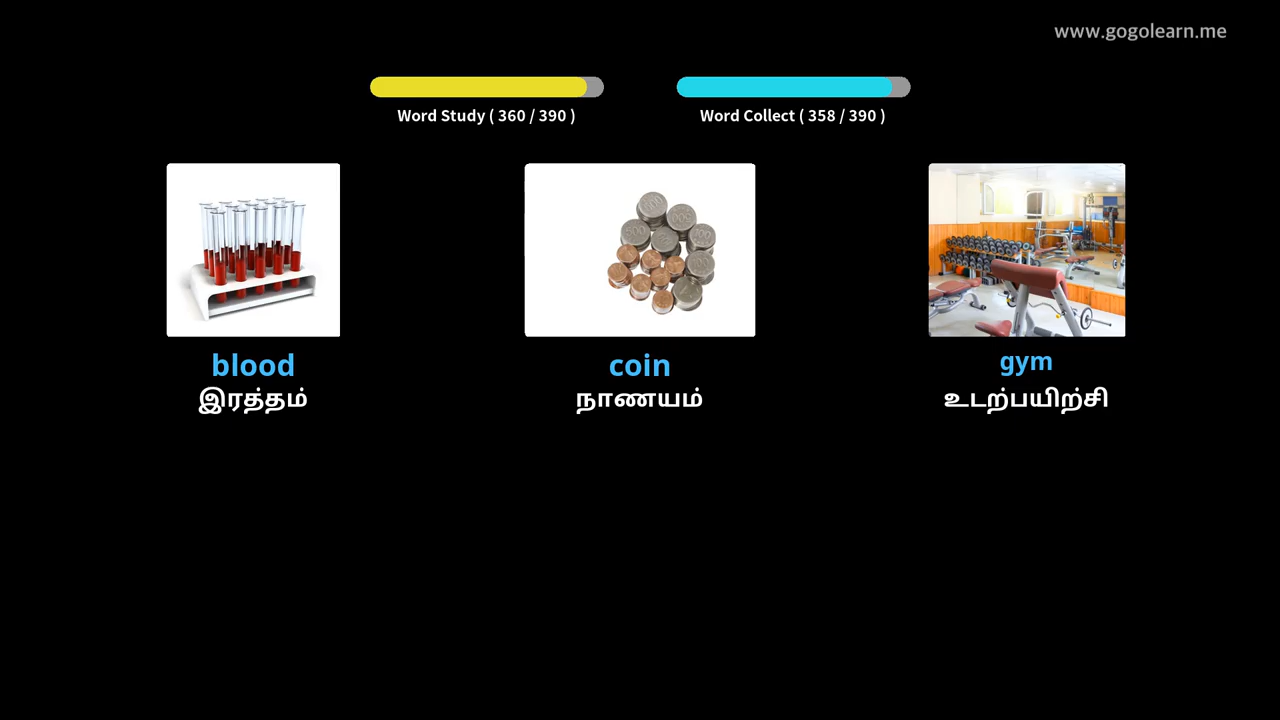 www.gogolearn.me
Word Study ( 360 / 390 )
Word Collect ( 358 / 390 )
blood
coin
gym
இரத்தம்
நாணயம்
உடற்பயிற்சி